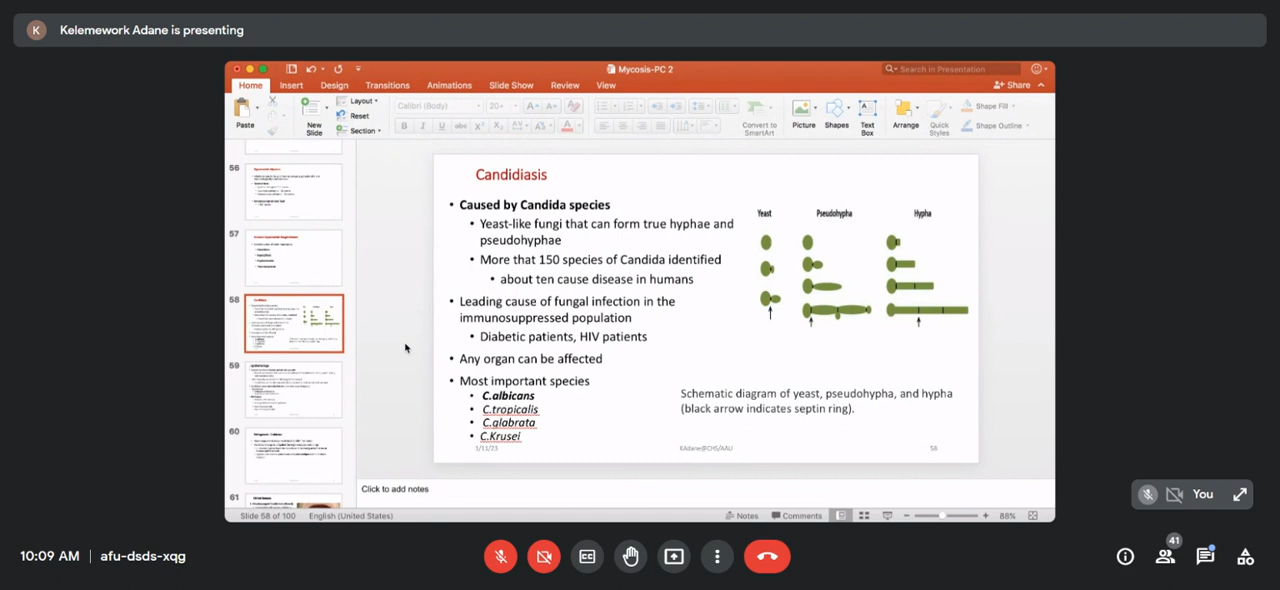 K Kelemework Adane is presenting
Mycosis-PC 2
Search in Presentation
Home Insert Design Transitions Animations Slide Show Review View Share
Paste
New Slide
Layout
Reset
Section
Calibri (Body) 20
Convert to SmartArt
Picture
Shapes
Text Box
Arrange
Quick Styles
Shape Fill
Shape Outline
56
57
58
59
60
61
Candidiasis
• Caused by Candida species
• Yeast-like fungi that can form true hyphae and
pseudohyphae
• More that 150 species of Candida identified
• about ten cause disease in humans
• Leading cause of fungal infection in the
immunosuppressed population
• Diabetic patients, HIV patients
• Any organ can be affected
• Most important species
• C.albicans
• C.tropicalis
• C.alabrata
• C.Krusei
Yeast Pseudohypha Hypha
Schematic diagram of yeast, pseudohypha, and hypha
(black arrow indicates septin ring).
1/11/23 KAdane@CHS/AAU 58
Click to add notes
Slide 58 of 100 English (United States) Notes Comments 88%
You
10:09 AM | afu-dsds-xqg
41